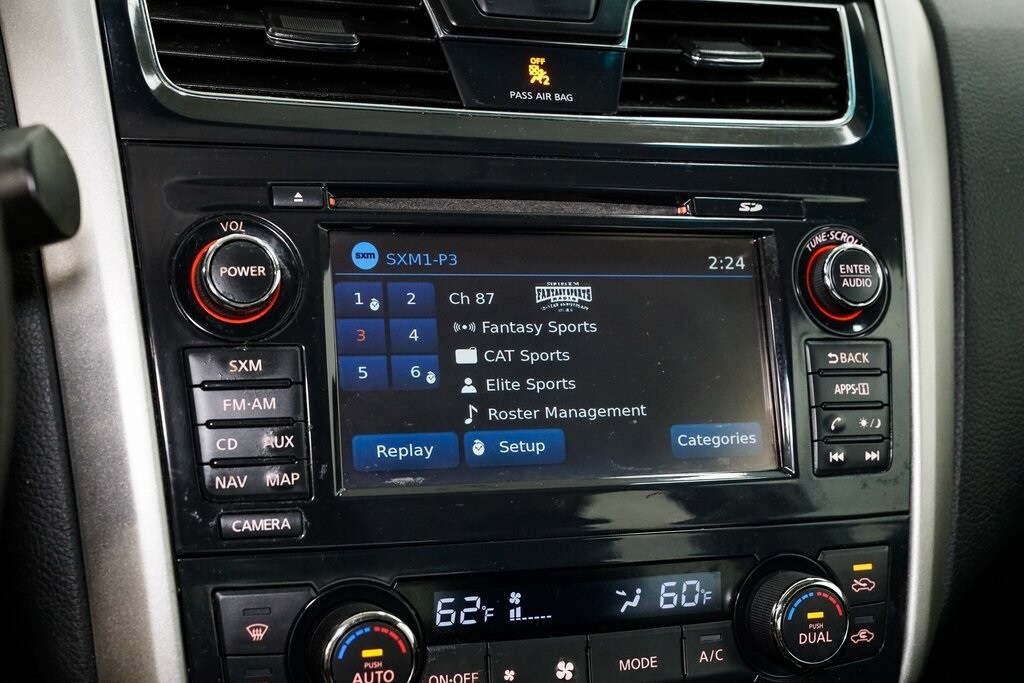 OFF
2
PASS AIR BAG
SD
VOL
POWER
TUNE·SCROLL
ENTER
AUDIO
SXM
FM·AM
CD AUX
NAV MAP
CAMERA
sxm SXM1-P3 2:24
1 2
3 4
5 6
Ch 87
Fantasy Sports
CAT Sports
Elite Sports
Roster Management
Replay Setup Categories
BACK
APPS·i
62°F 60°F
PUSH
AUTO
ON·OFF
MODE
A/C
PUSH
DUAL